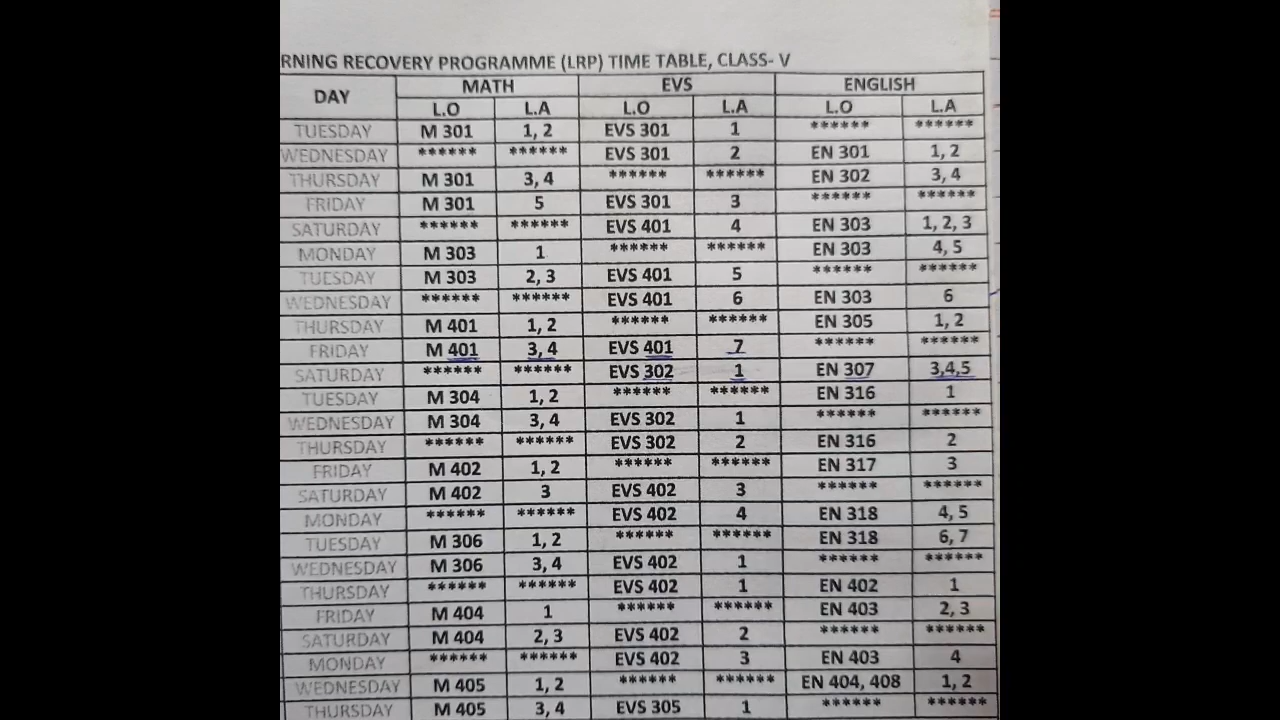 RNING RECOVERY PROGRAMME (LRP) TIME TABLE, CLASS- V
DAY MATH EVS ENGLISH
L.O L.A L.O L.A L.O L.A
TUESDAY M 301 1, 2 EVS 301 1 ****** ******
WEDNESDAY ****** ****** EVS 301 2 EN 301 1, 2
THURSDAY M 301 3, 4 ****** ****** EN 302 3, 4
FRIDAY M 301 5 EVS 301 3 ****** ******
SATURDAY ****** ****** EVS 401 4 EN 303 1, 2, 3
MONDAY M 303 1 ****** ****** EN 303 4, 5
TUESDAY M 303 2, 3 EVS 401 5 ****** ******
WEDNESDAY ****** ****** EVS 401 6 EN 303 6
THURSDAY M 401 1, 2 ****** ****** EN 305 1, 2
FRIDAY M 401 3, 4 EVS 401 7 ****** ******
SATURDAY ****** ****** EVS 302 1 EN 307 3,4,5
TUESDAY M 304 1, 2 ****** ****** EN 316 1
WEDNESDAY M 304 3, 4 EVS 302 1 ****** ******
THURSDAY ****** ****** EVS 302 2 EN 316 2
FRIDAY M 402 1, 2 ****** ****** EN 317 3
SATURDAY M 402 3 EVS 402 3 ****** ******
MONDAY ****** ****** EVS 402 4 EN 318 4, 5
TUESDAY M 306 1, 2 ****** ****** EN 318 6, 7
WEDNESDAY M 306 3, 4 EVS 402 1 ****** ******
THURSDAY ****** ****** EVS 402 1 EN 402 1
FRIDAY M 404 1 ****** ****** EN 403 2, 3
SATURDAY M 404 2, 3 EVS 402 2 ****** ******
MONDAY ****** ****** EVS 402 3 EN 403 4
WEDNESDAY M 405 1, 2 ****** ****** EN 404, 408 1, 2
THURSDAY M 405 3, 4 EVS 305 1 ****** ******